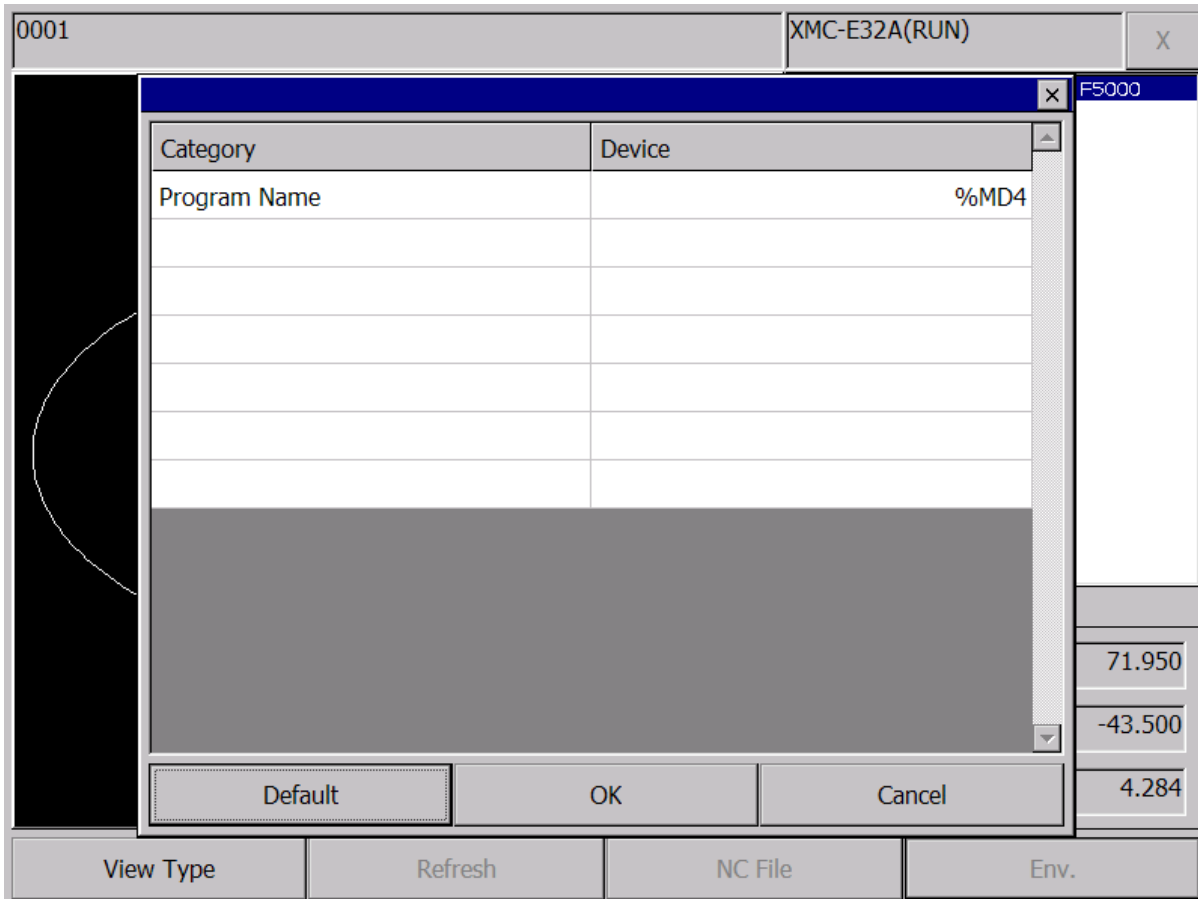 0001
XMC-E32A(RUN)
X
F5000
Category
Device
Program Name
%MD4
71.950
-43.500
4.284
Default
OK
Cancel
View Type
Refresh
NC File
Env.